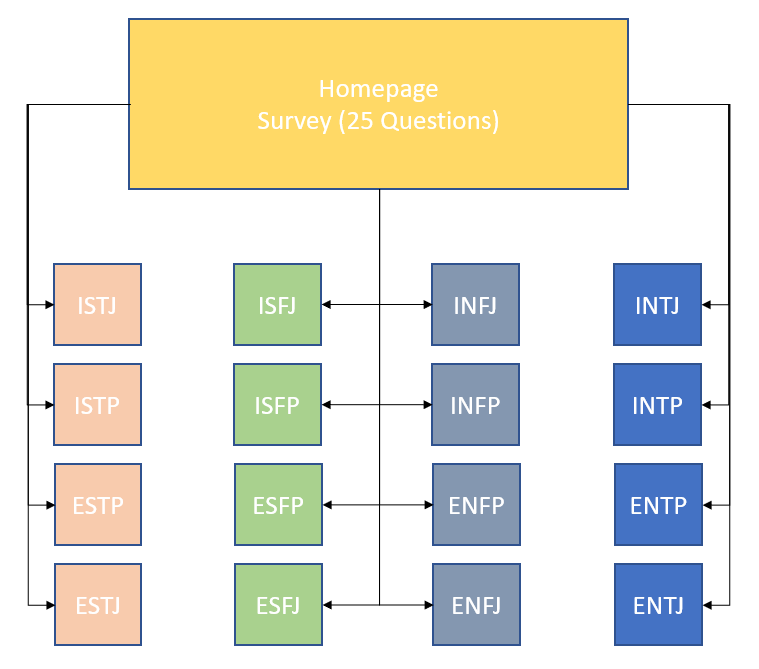 Homepage
Survey (25 Questions)
ISTJ
ISFJ
INFJ
INTJ
ISTP
ISFP
INFP
INTP
ESTP
ESFP
ENFP
ENTP
ESTJ
ESFJ
ENFJ
ENTJ